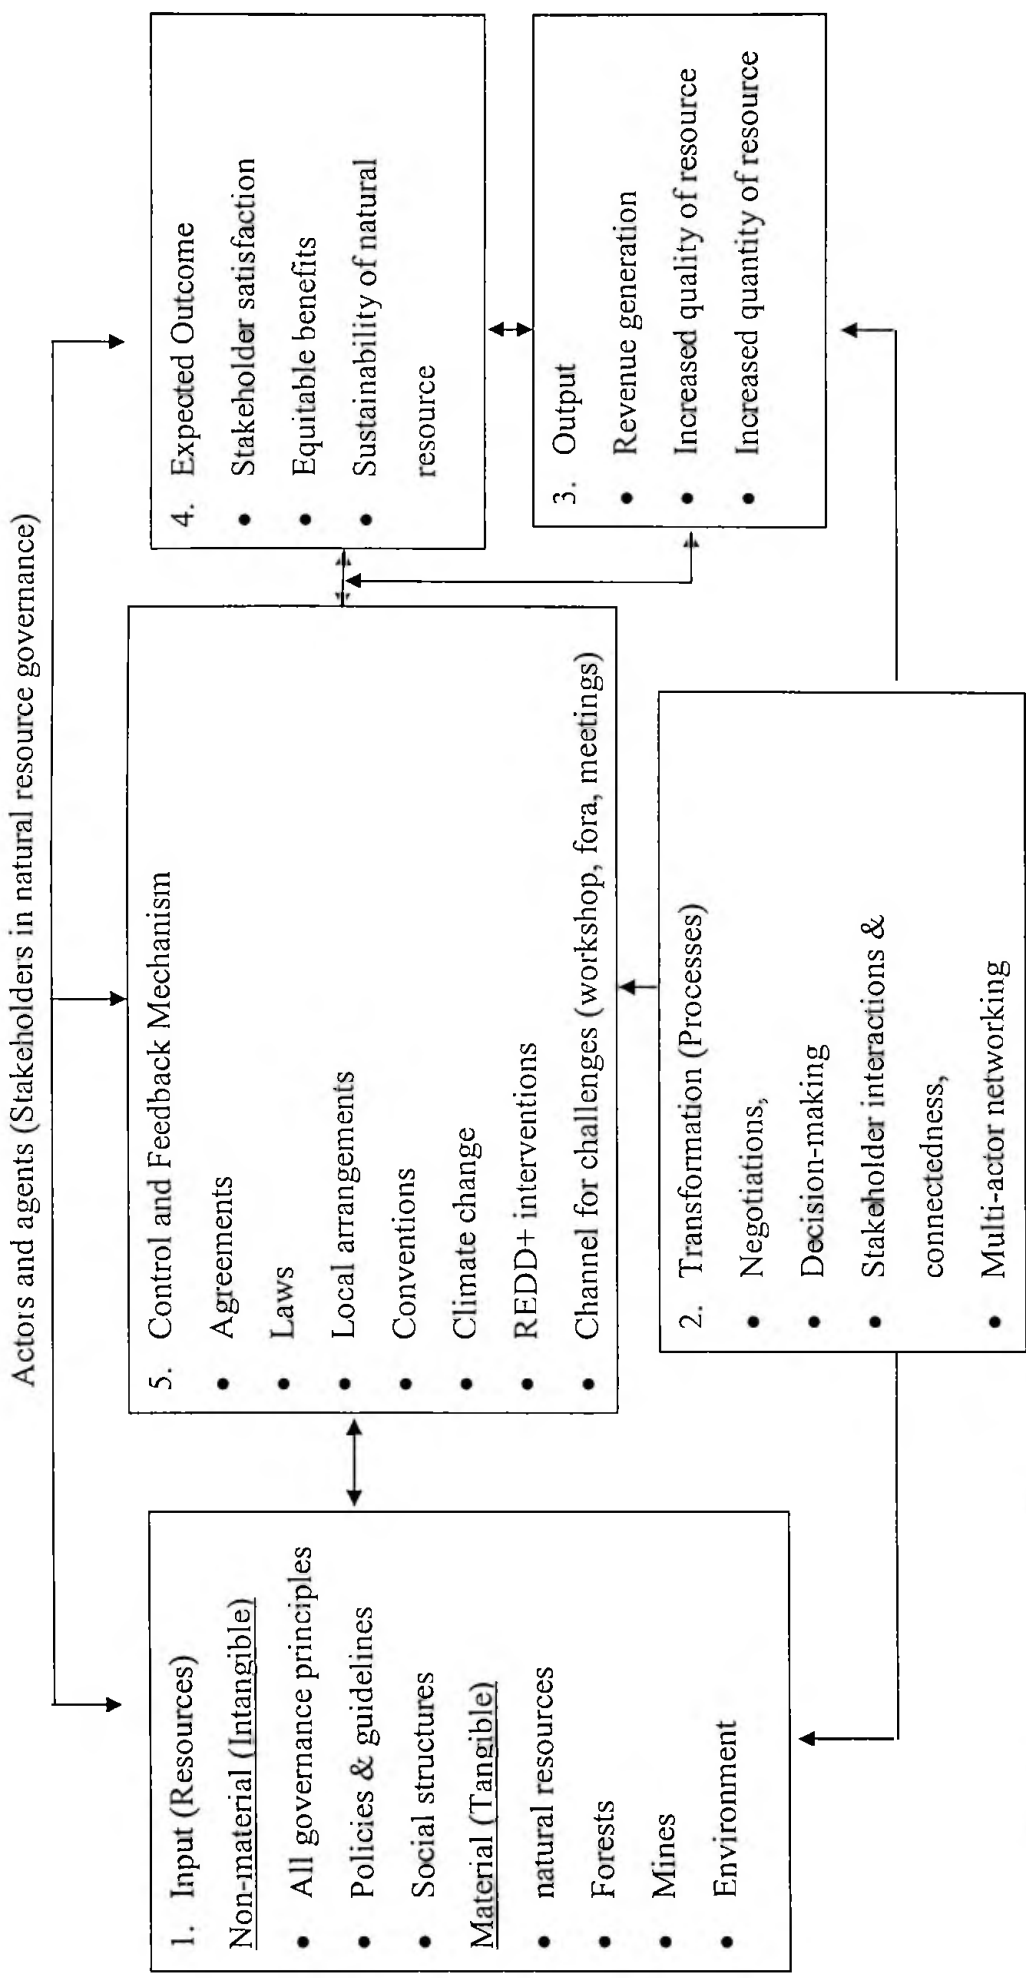 Actors and agents (Stakeholders in natural resource governance)
1. Input (Resources)
Non-material (Intangible)
• All governance principles
• Policies & guidelines
• Social structures
Material (Tangible)
• natural resources
• Forests
• Mines
• Environment
5. Control and Feedback Mechanism
• Agreements
• Laws
• Local arrangements
• Conventions
• Climate change
• REDD+ interventions
• Channel for challenges (workshop, fora, meetings)
4. Expected Outcome
• Stakeholder satisfaction
• Equitable benefits
• Sustainability of natural
resource
2. Transformation (Processes)
• Negotiations,
• Decision-making
• Stakeholder interactions &
connectedness,
• Multi-actor networking
3. Output
• Revenue generation
• Increased quality of resource
• Increased quantity of resource